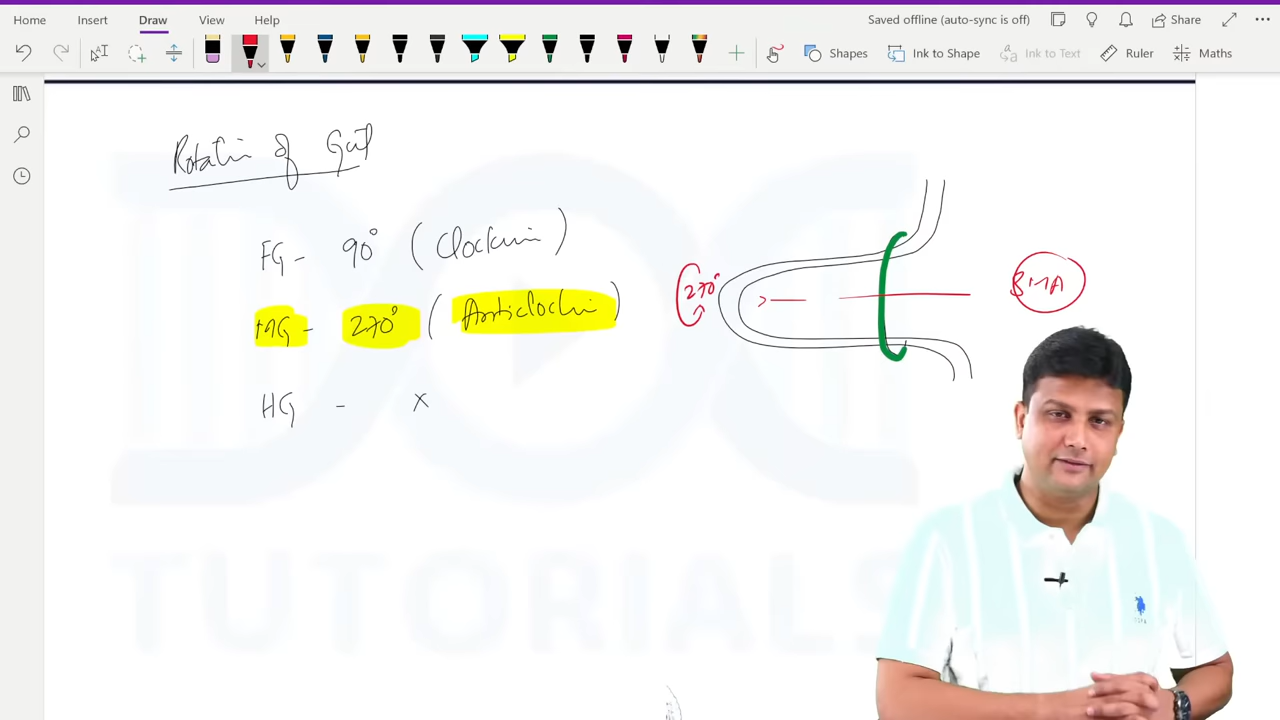 Home Insert Draw View Help
Saved offline (auto-sync is off) Share
Shapes Ink to Shape Ink to Text Ruler Maths
Rotation of Gut
FG - 90° (Clockwise)
MG - 270° (Anticlockwise)
HG - X
270°
SMA
TUTORIALS